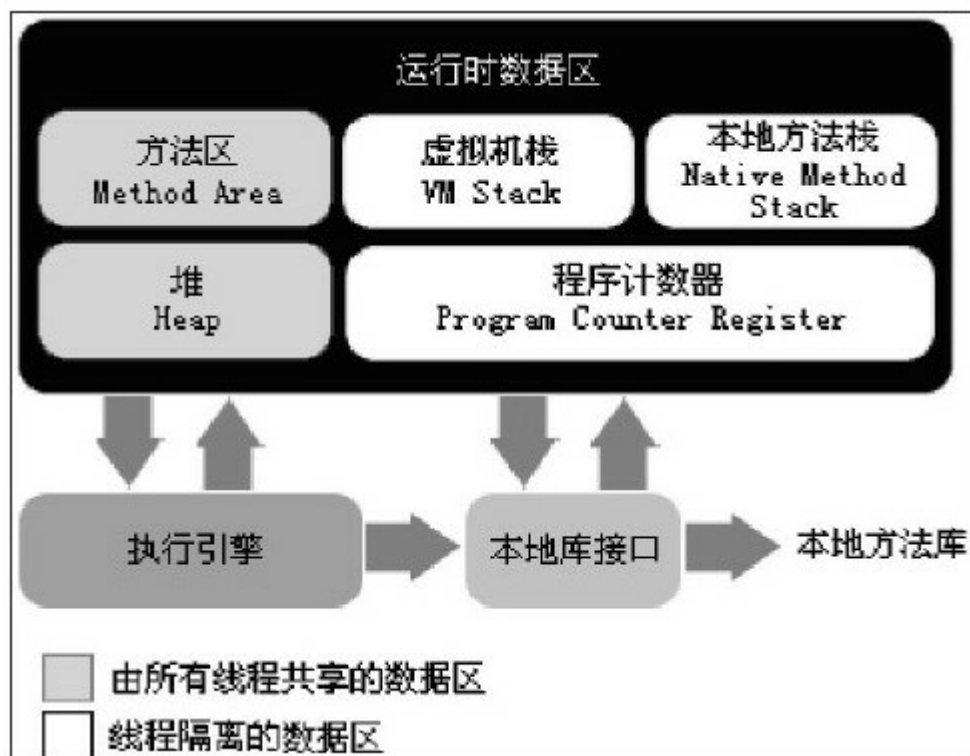 运行时数据区
方法区
Method Area
虚拟机栈
VM Stack
本地方法栈
Native Method
Stack
堆
Heap
程序计数器
Program Counter Register
执行引擎
本地库接口
本地方法库
由所有线程共享的数据区
线程隔离的数据区